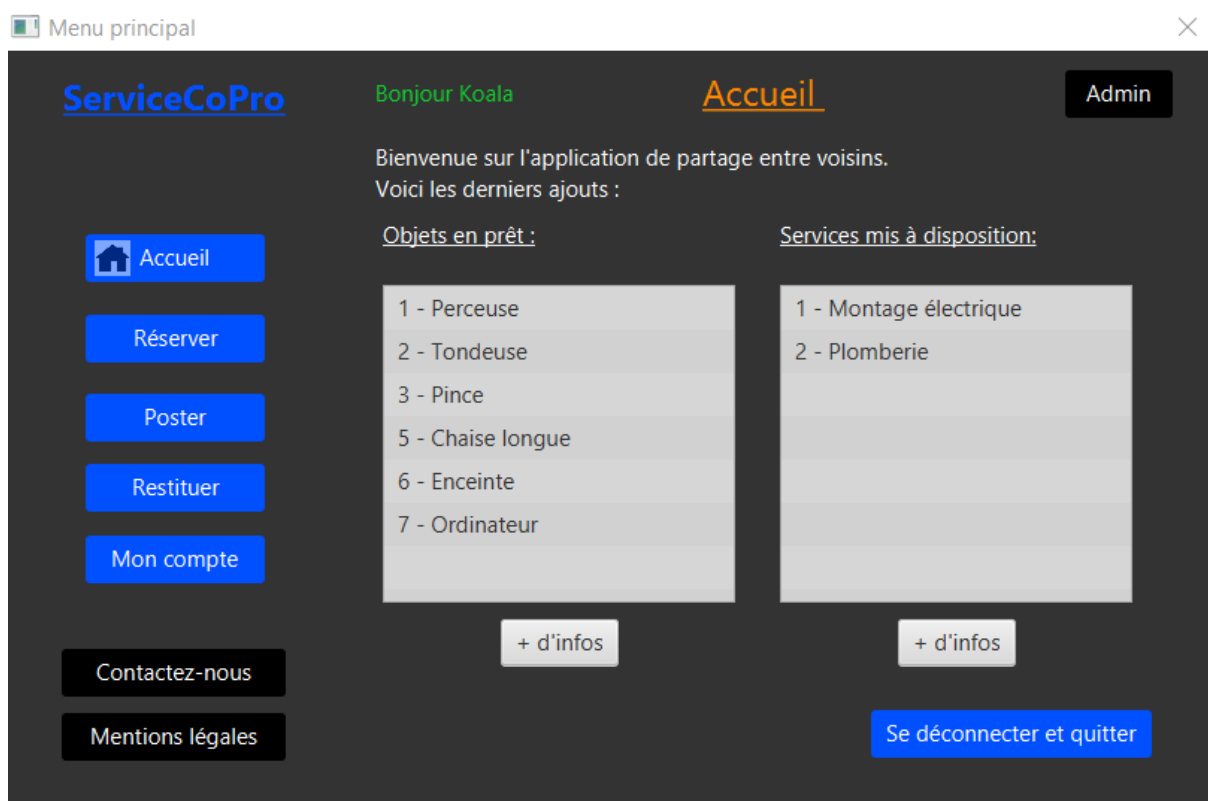 Menu principal
ServiceCoPro
Bonjour Koala
Accueil
Admin
Bienvenue sur l'application de partage entre voisins.
Voici les derniers ajouts :
Accueil
Réserver
Poster
Restituer
Mon compte
Contactez-nous
Mentions légales
Objets en prêt :
1 - Perceuse
2 - Tondeuse
3 - Pince
5 - Chaise longue
6 - Enceinte
7 - Ordinateur
+ d'infos
Services mis à disposition:
1 - Montage électrique
2 - Plomberie
+ d'infos
Se déconnecter et quitter